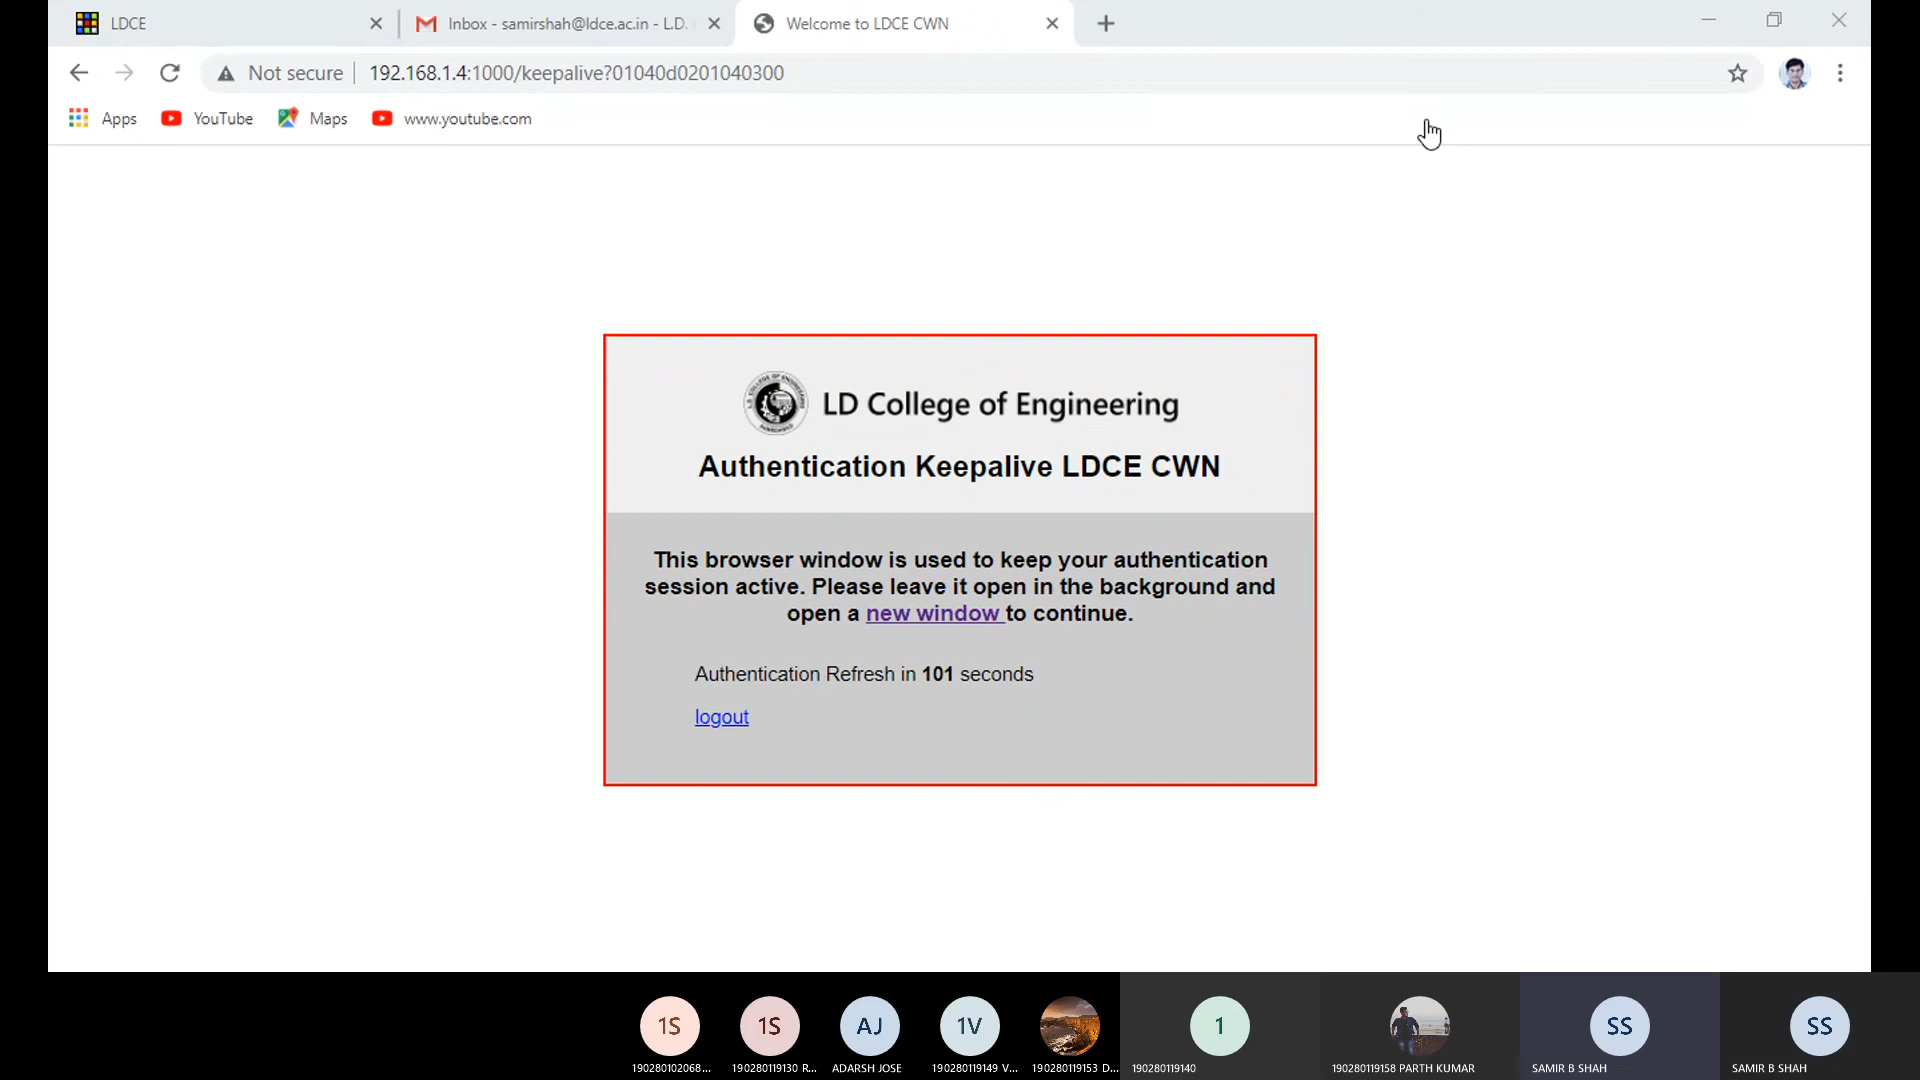 LDCE
Inbox - samirshah@ldce.ac.in - L.D.
Welcome to LDCE CWN
Not secure
192.168.1.4:1000/keepalive?01040d0201040300
Apps
YouTube
Maps
www.youtube.com
LD College of Engineering
Authentication Keepalive LDCE CWN
This browser window is used to keep your authentication
session active. Please leave it open in the background and
open a new window to continue.
Authentication Refresh in 101 seconds
logout
1S
1S
AJ
1V
1
SS
SS
190280102068...
190280119130 R...
ADARSH JOSE
190280119149 V...
190280119153 D...
190280119140
190280119158 PARTH KUMAR
SAMIR B SHAH
SAMIR B SHAH